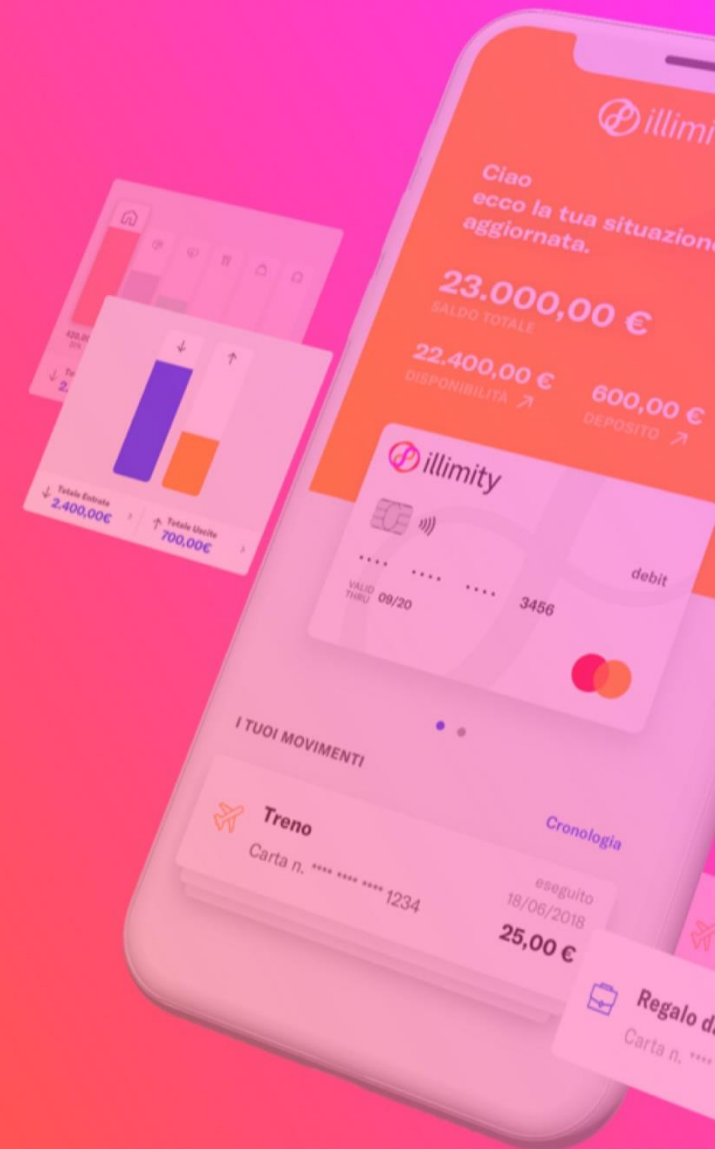 illimi
Ciao
ecco la tua situazione
aggiornata.
23.000,00 €
SALDO TOTALE
22.400,00 €
DISPONIBILITÀ
600,00 €
DEPOSITO
illimity
debit
.... .... .... 3456
VALID
THRU 09/20
Totale Entrate
2.400,00€
Totale Uscite
700,00€
I TUOI MOVIMENTI
Cronologia
Treno
Carta n. **** **** **** 1234
eseguito
18/06/2018
25,00 €
Regalo d
Carta n. ****